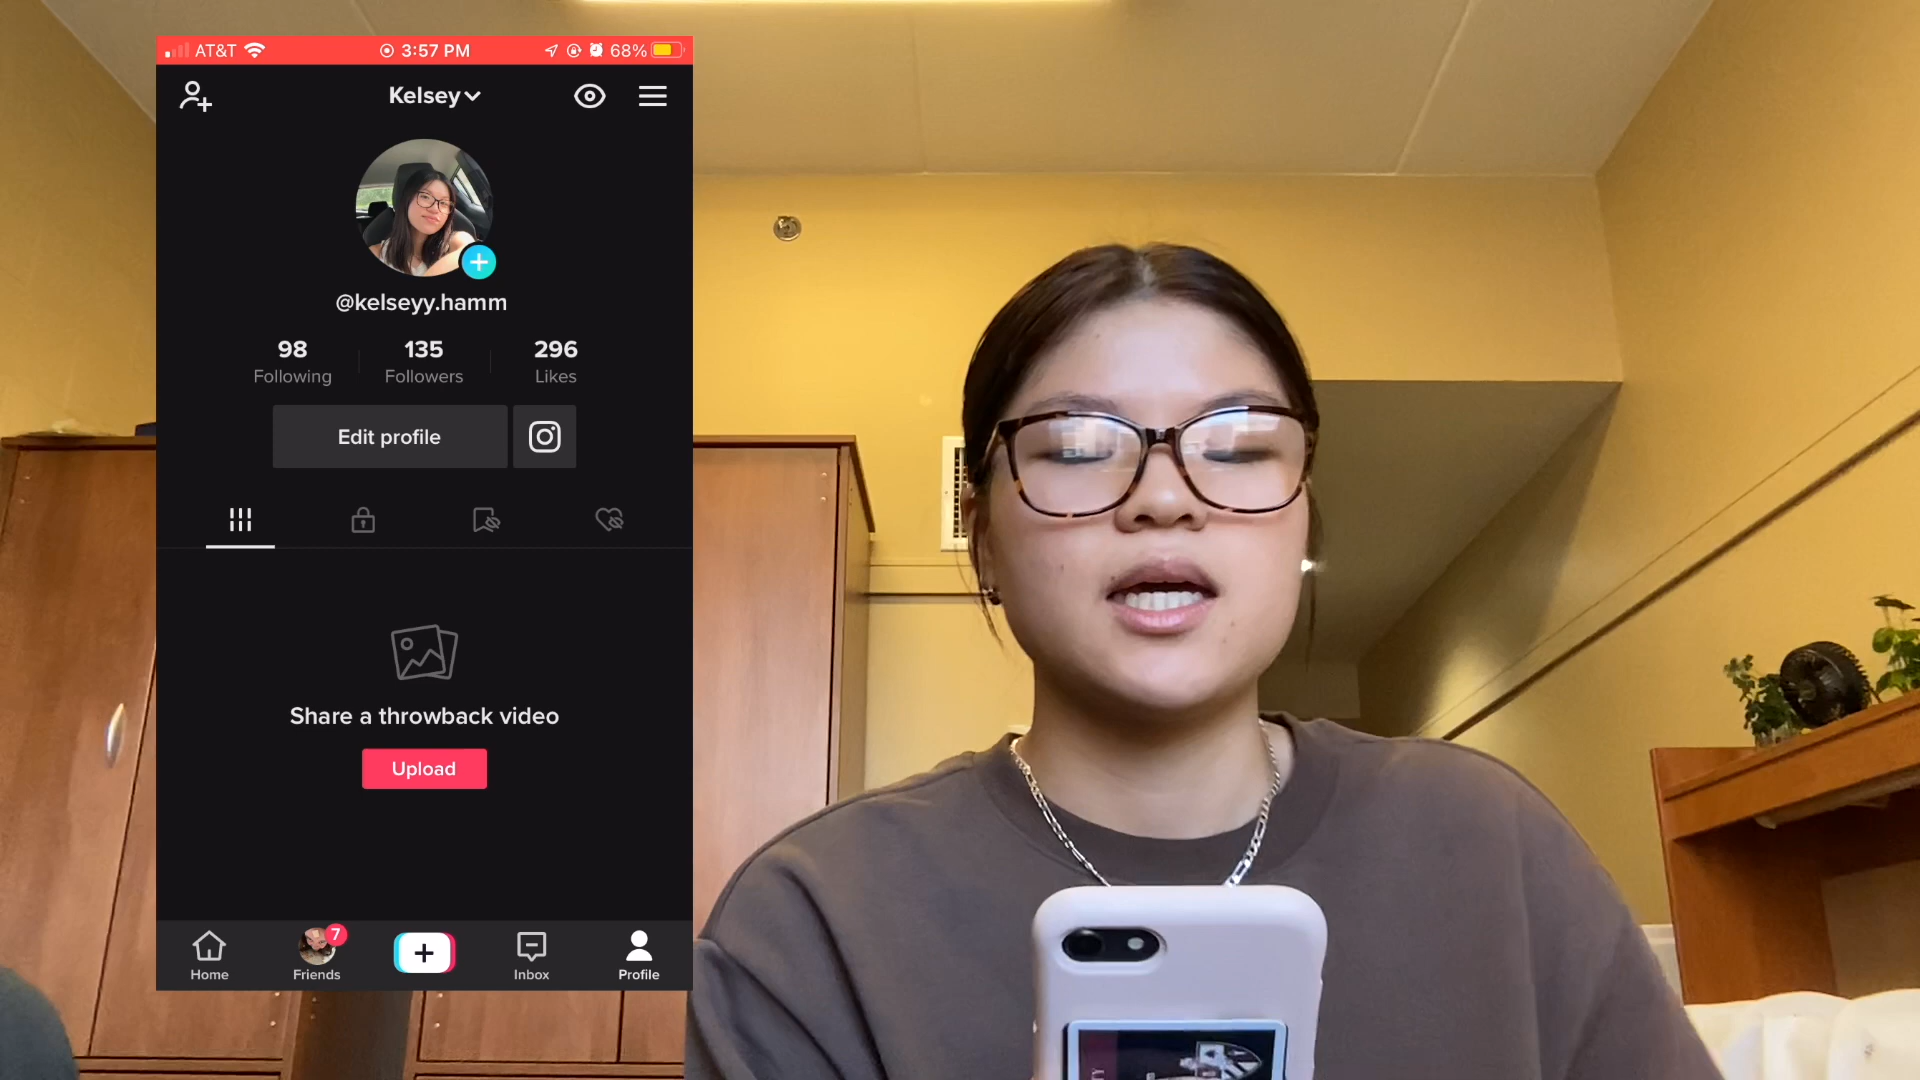 AT&T 3:57 PM 68%
Kelsey
@kelseyy.hamm
98 135 296
Following Followers Likes
Edit profile
Share a throwback video
Upload
7
Home Friends Inbox Profile